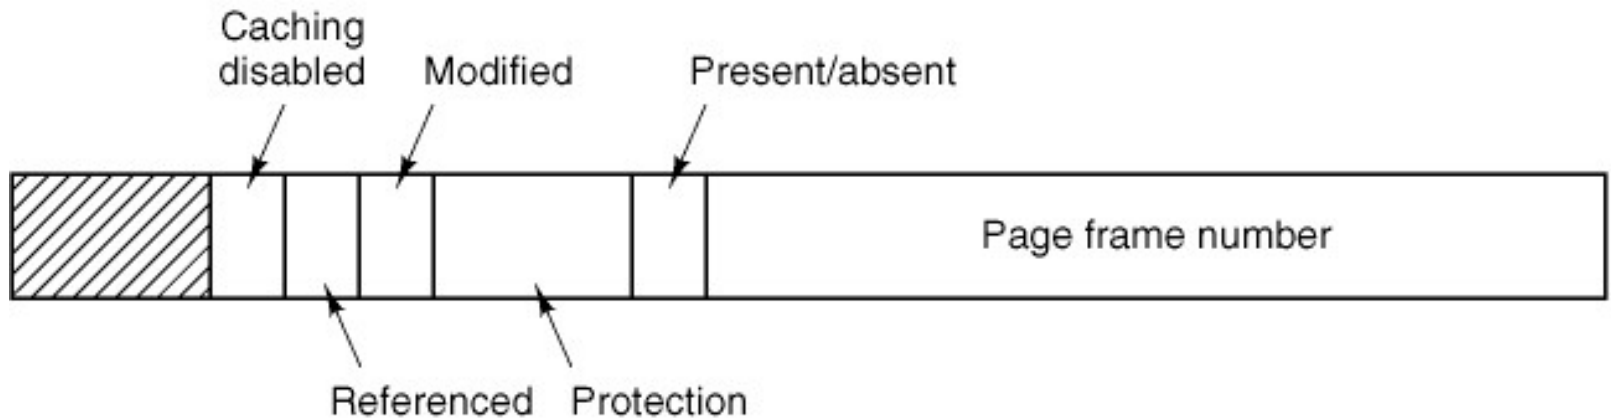 Caching
disabled
Modified
Present/absent
Page frame number
Referenced
Protection